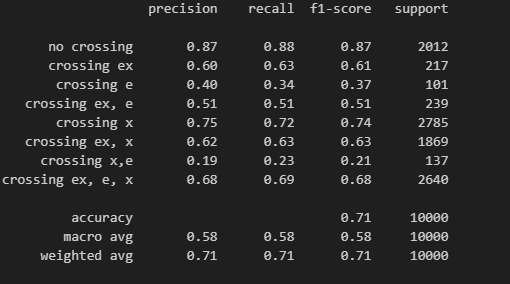 precision recall f1-score support
no crossing 0.87 0.88 0.87 2012
crossing ex 0.60 0.63 0.61 217
crossing e 0.40 0.34 0.37 101
crossing ex, e 0.51 0.51 0.51 239
crossing x 0.75 0.72 0.74 2785
crossing ex, x 0.62 0.63 0.63 1869
crossing x,e 0.19 0.23 0.21 137
crossing ex, e, x 0.68 0.69 0.68 2640
accuracy 0.71 10000
macro avg 0.58 0.58 0.58 10000
weighted avg 0.71 0.71 0.71 10000